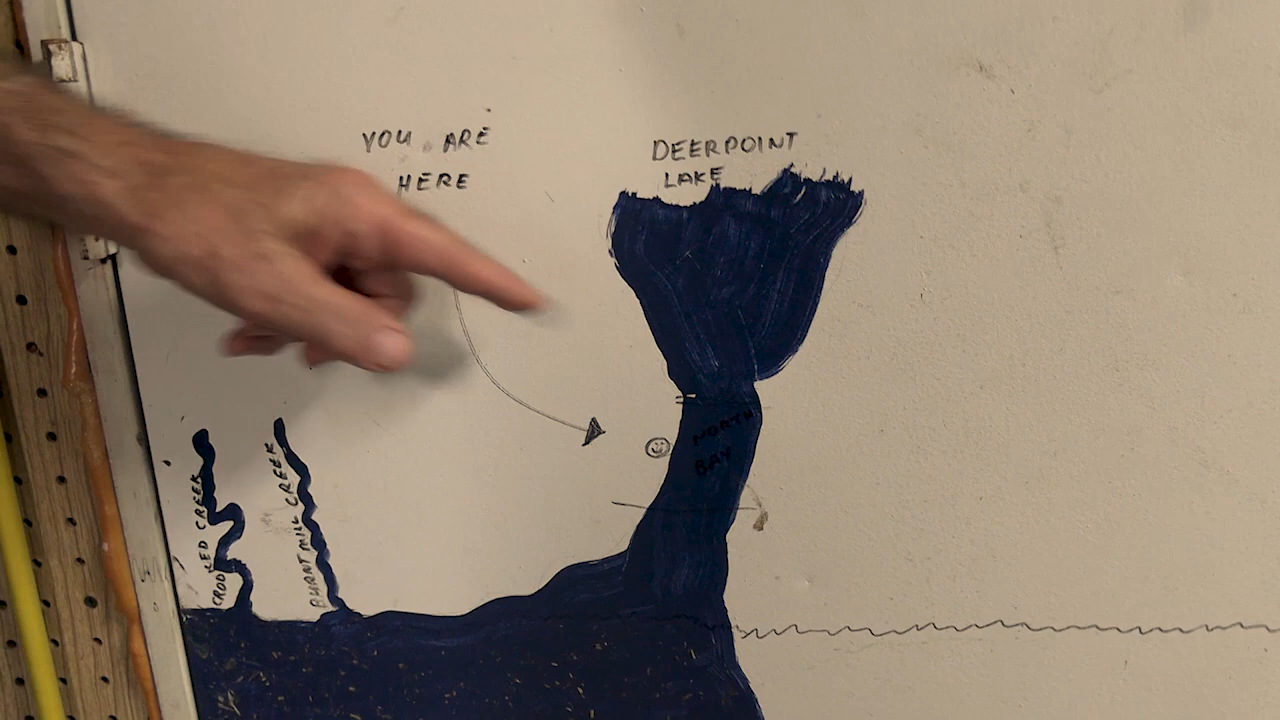 YOU ARE
HERE
DEERPOINT
LAKE
NORTH
BAY
CROOKED CREEK
BURNT MILL CREEK